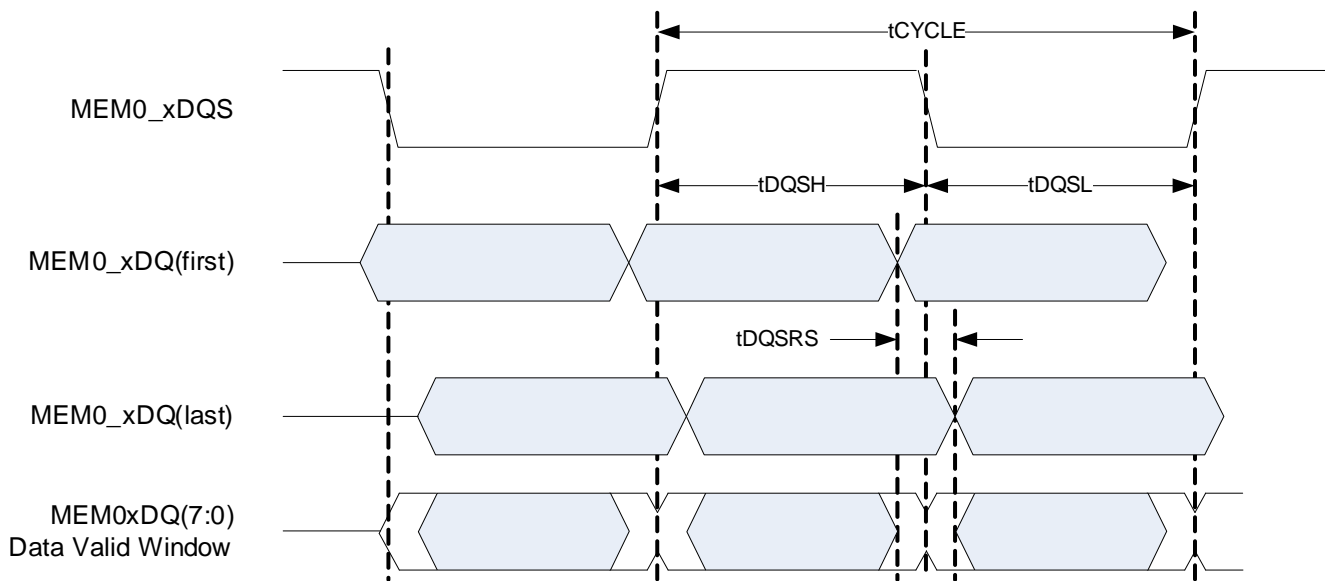 tCYCLE
MEM0_xDQS
tDQSH
tDQSL
MEM0_xDQ(first)
tDQSRS
MEM0_xDQ(last)
MEM0xDQ(7:0)
Data Valid Window